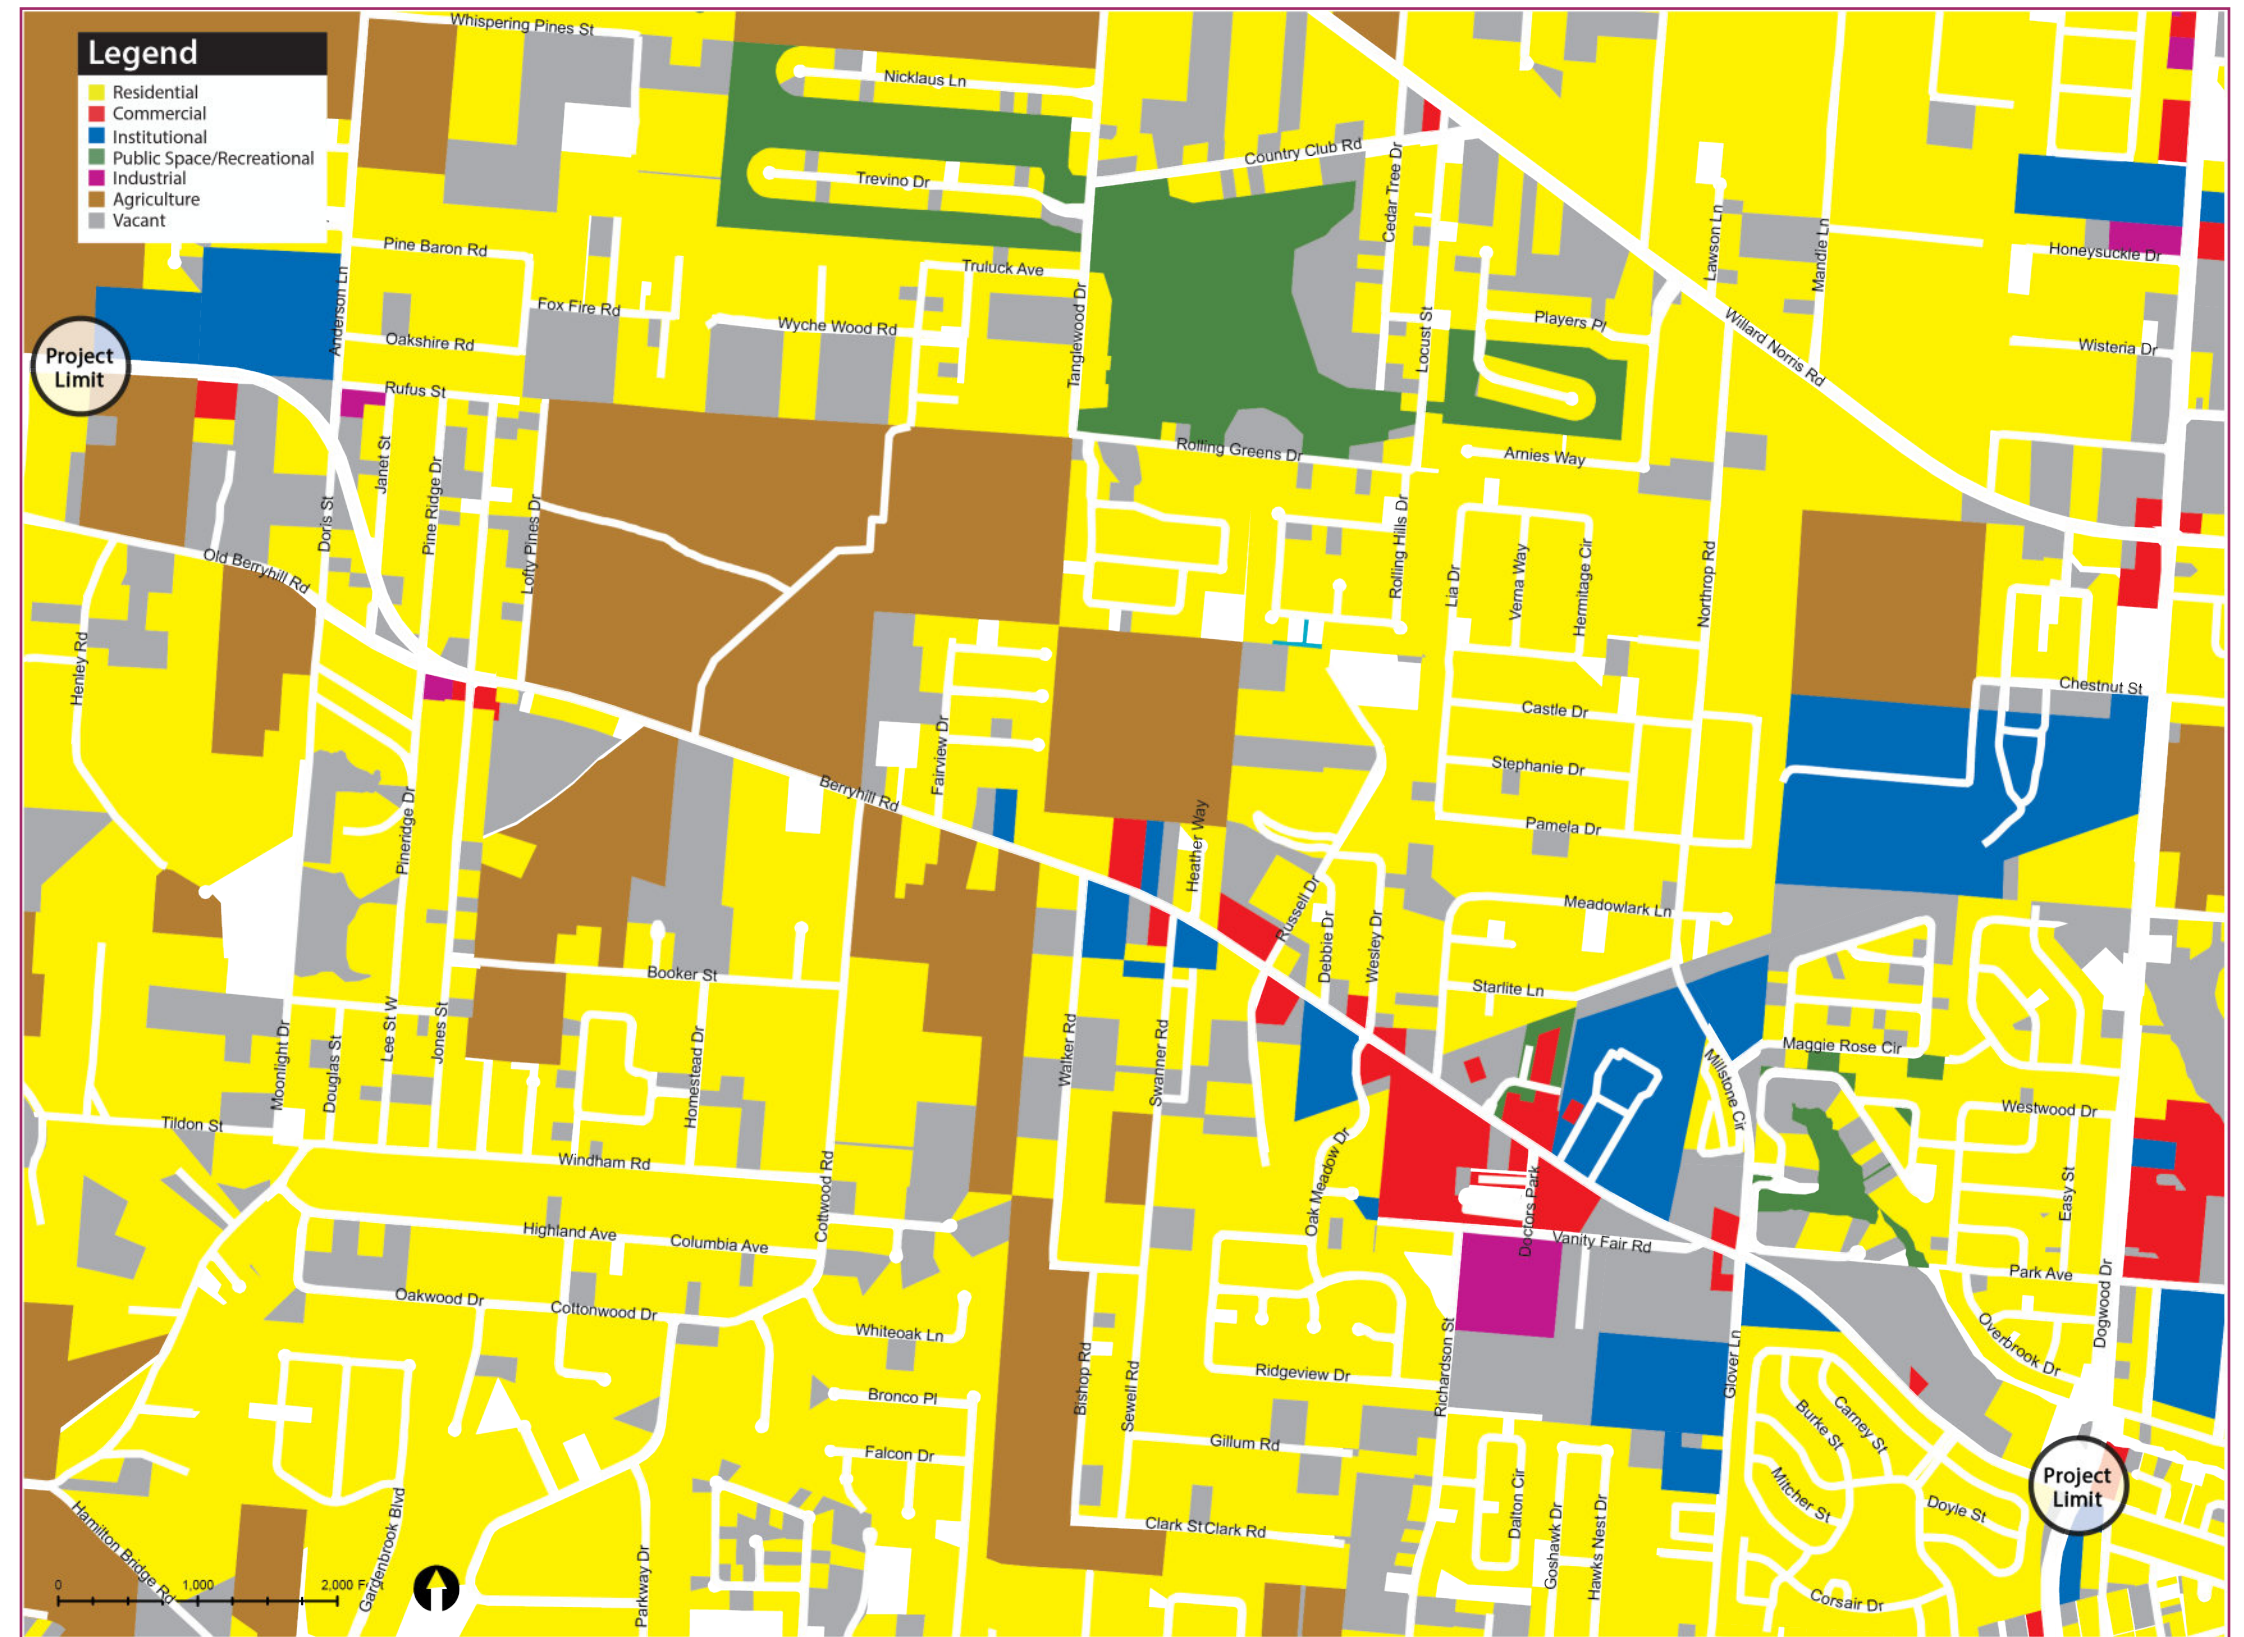 Legend
Residential
Commercial
Institutional
Public Space/Recreational
Industrial
Agriculture
Vacant
Whispering Pines St
Nicklaus Ln
Trevino Dr
Country Club Rd
Cedar Tree Dr
Lawson Ln
Mandie Ln
Honeysuckle Dr
Pine Baron Rd
Anderson Ln
Truluck Ave
Tanglewood Dr
Fox Fire Rd
Wyche Wood Rd
Oakshire Rd
Locust St
Players Pl
Willard Norris Rd
Wisteria Dr
Project
Limit
Rufus St
Janet St
Pine Ridge Dr
Doris St
Lofty Pines Dr
Rolling Greens Dr
Arnies Way
Rolling Hills Dr
Lia Dr
Verna Way
Hermitage Cir
Northrop Rd
Old Berryhill Rd
Henley Rd
Chestnut St
Castle Dr
Stephanie Dr
Pamela Dr
Fairview Dr
Berryhill Rd
Pineridge Dr
Heather Way
Russell Dr
Debbie Dr
Wesley Dr
Meadowlark Ln
Starlite Ln
Booker St
Moonlight Dr
Douglas St
Lee St W
Jones St
Homestead Dr
Walker Rd
Swanner Rd
Millstone Cir
Maggie Rose Cir
Westwood Dr
Tildon St
Windham Rd
Cottwood Rd
Oak Meadow Dr
Doctors Park
Easy St
Highland Ave
Columbia Ave
Vanity Fair Rd
Park Ave
Oakwood Dr
Cottonwood Dr
Whiteoak Ln
Bishop Rd
Sewell Rd
Ridgeview Dr
Richardson St
Glover Ln
Overbrook Dr
Dogwood Dr
Bronco Pl
Falcon Dr
Gillum Rd
Burke St
Carney St
Mitcher St
Doyle St
Project
Limit
Clark St
Clark Rd
Dalton Cir
Goshawk Dr
Hawks Nest Dr
Corsair Dr
Hamilton Bridge Rd
Gardenbrook Blvd
Parkway Dr
0
1,000
2,000